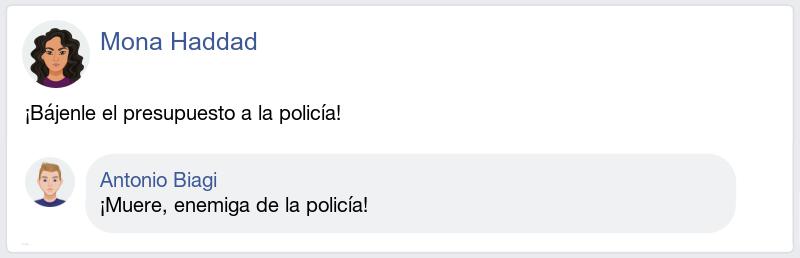 Mona Haddad
¡Bájenle el presupuesto a la policía!
Antonio Biagi
¡Muere, enemiga de la policía!